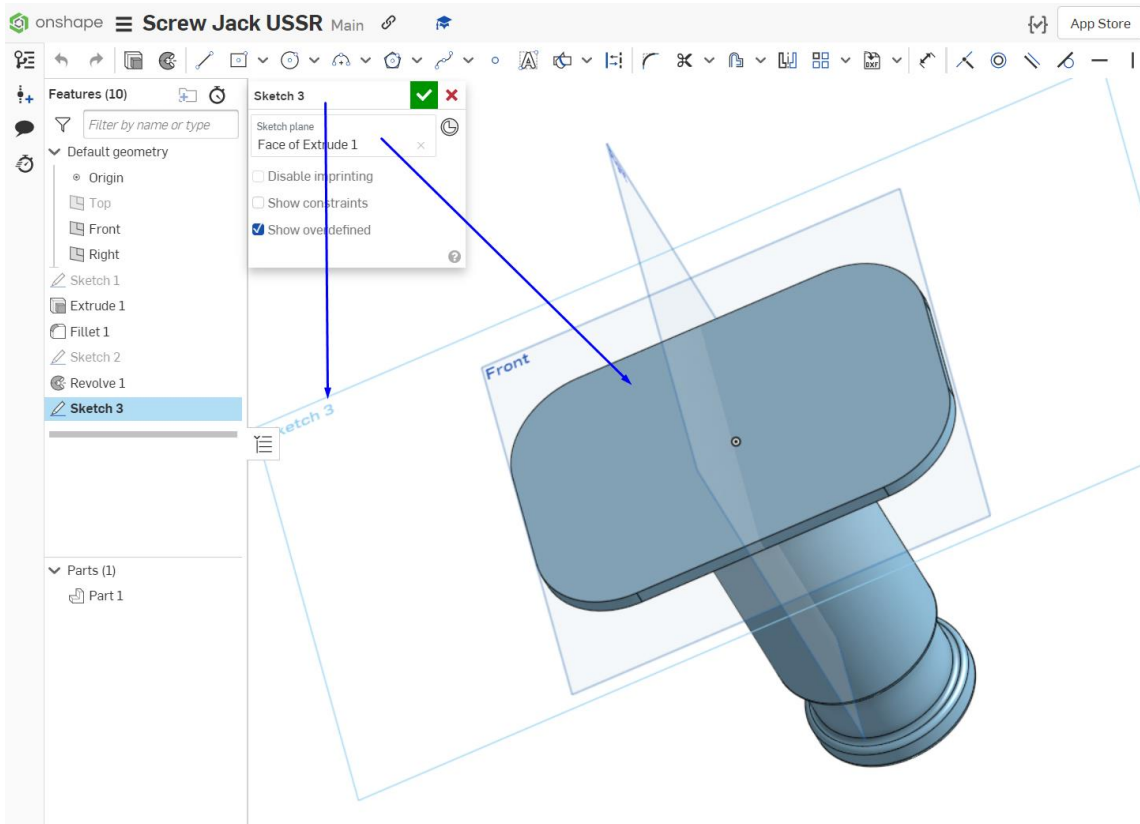 onshape Screw Jack USSR Main App Store
Features (10)
Filter by name or type
Default geometry
Origin
Top
Front
Right
Sketch 1
Extrude 1
Fillet 1
Sketch 2
Revolve 1
Sketch 3
Parts (1)
Part 1
Sketch 3
Sketch plane
Face of Extrude 1
Disable imprinting
Show constraints
Show overdefined
Front
Sketch 3
DXF